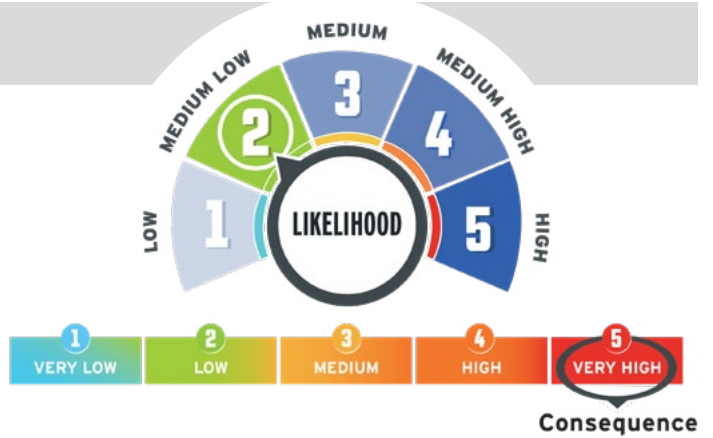 MEDIUM
MEDIUM LOW
MEDIUM HIGH
3
2
4
1
LIKELIHOOD
5
LOW
HIGH
1
2
3
4
5
VERY LOW
LOW
MEDIUM
HIGH
VERY HIGH
Consequence